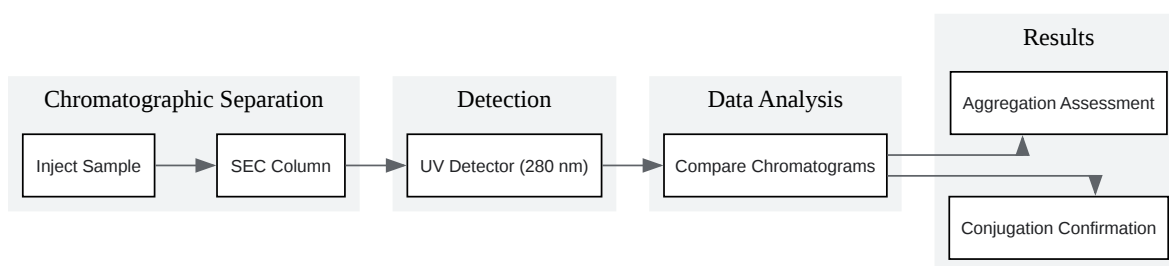 Chromatographic Separation
Inject Sample
SEC Column
Detection
UV Detector (280 nm)
Data Analysis
Compare Chromatograms
Results
Aggregation Assessment
Conjugation Confirmation